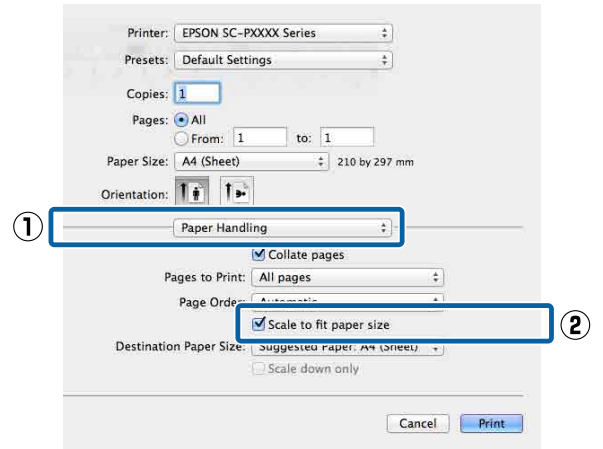 Printer: EPSON SC-PXXXX Series
Presets: Default Settings
Copies: 1
Pages: All
From: 1 to: 1
Paper Size: A4 (Sheet) 210 by 297 mm
Orientation:
① Paper Handling
Collate pages
Pages to Print: All pages
Page Order: Automatic
Scale to fit paper size ②
Destination Paper Size: Suggested Paper: A4 (Sheet)
Scale down only
Cancel Print